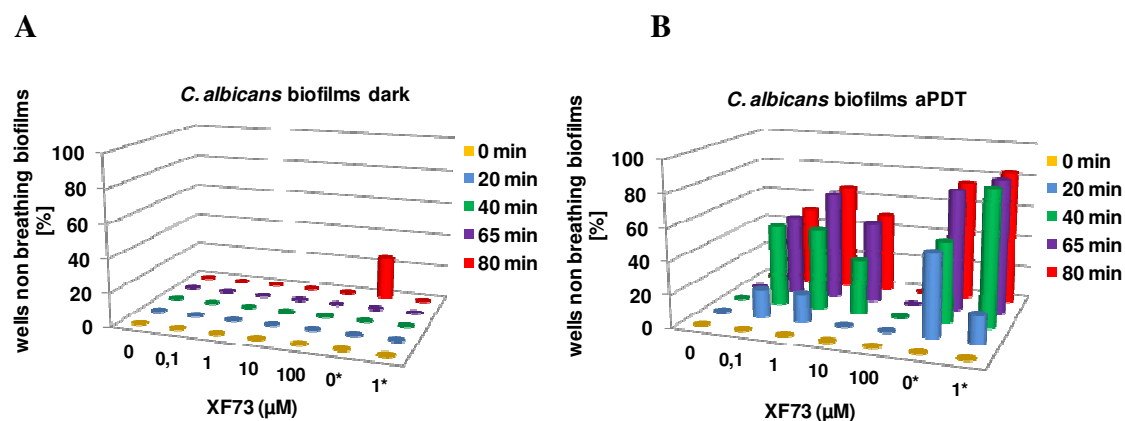 A
C. albicans biofilms dark
wells non breathing biofilms
[%]
100
80
60
40
20
0
0 0,1 1 10 100 0* 1*
XF73 (µM)
0 min
20 min
40 min
65 min
80 min
B
C. albicans biofilms aPDT
wells non breathing biofilms
[%]
100
80
60
40
20
0
0 0,1 1 10 100 0* 1*
XF73 (µM)
0 min
20 min
40 min
65 min
80 min